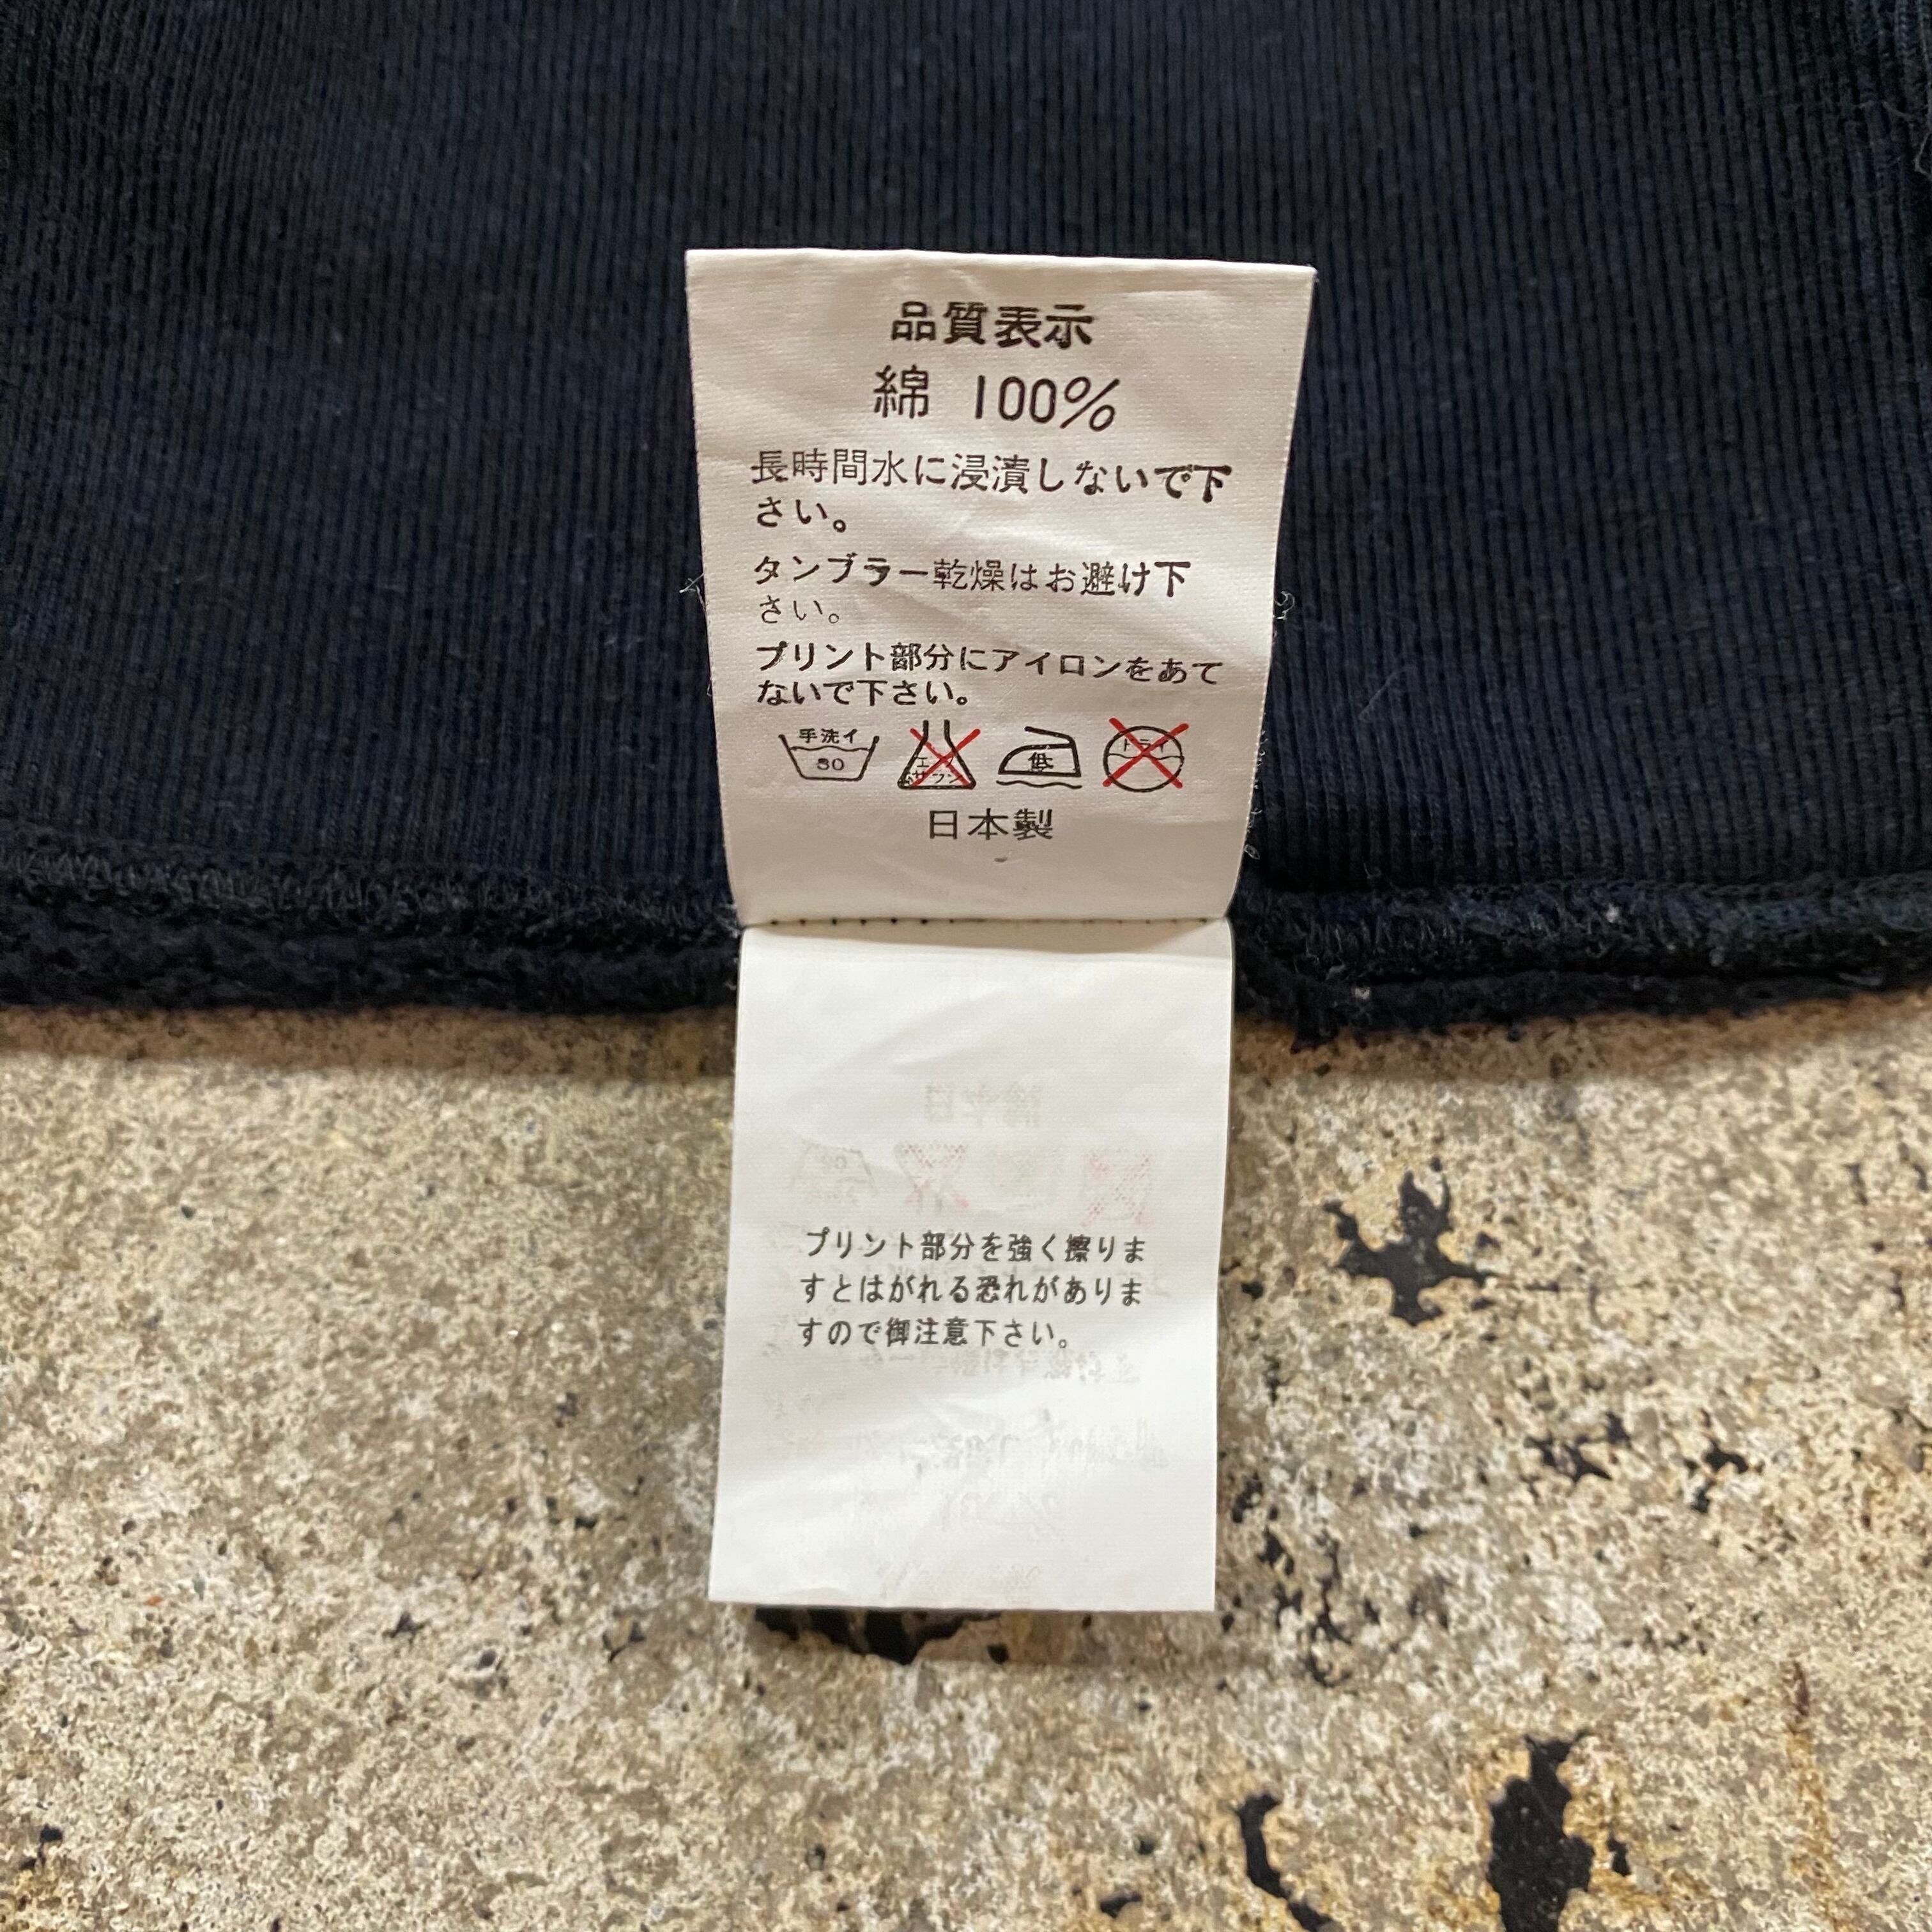 品質表示
綿 100%
長時間水に浸漬しないで下
さい。
タンブラー乾燥はお避け下
さい。
プリント部分にアイロンをあて
ないで下さい。
手洗イ 低 ドライ
30
日本製
プリント部分を強く擦りま
すとはがれる恐れがありま
すので御注意下さい。